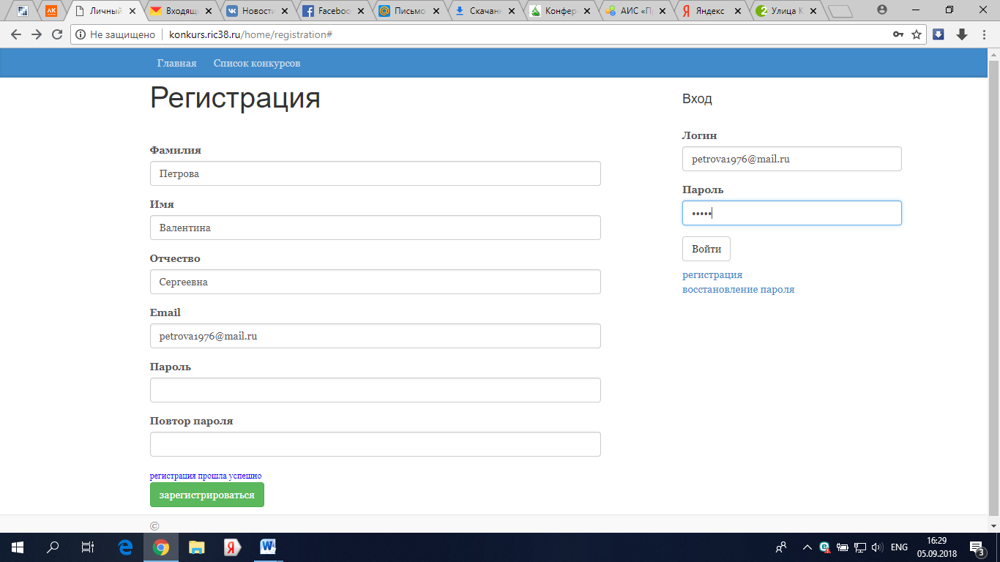 Личный
Входящ
Новост
Faceboo
Письмо
Скачан
Конфер
АИС «П
Яндекс
Улица К
Не защищено
konkurs.ric38.ru/home/registration#
Главная
Список конкурсов
Регистрация
Фамилия
Петрова
Имя
Валентина
Отчество
Сергеевна
Email
petrova1976@mail.ru
Пароль
Повтор пароля
регистрация прошла успешно
зарегистрироваться
©
Вход
Логин
petrova1976@mail.ru
Пароль
•••••
Войти
регистрация
восстановление пароля
ENG
16:29
05.09.2018
3